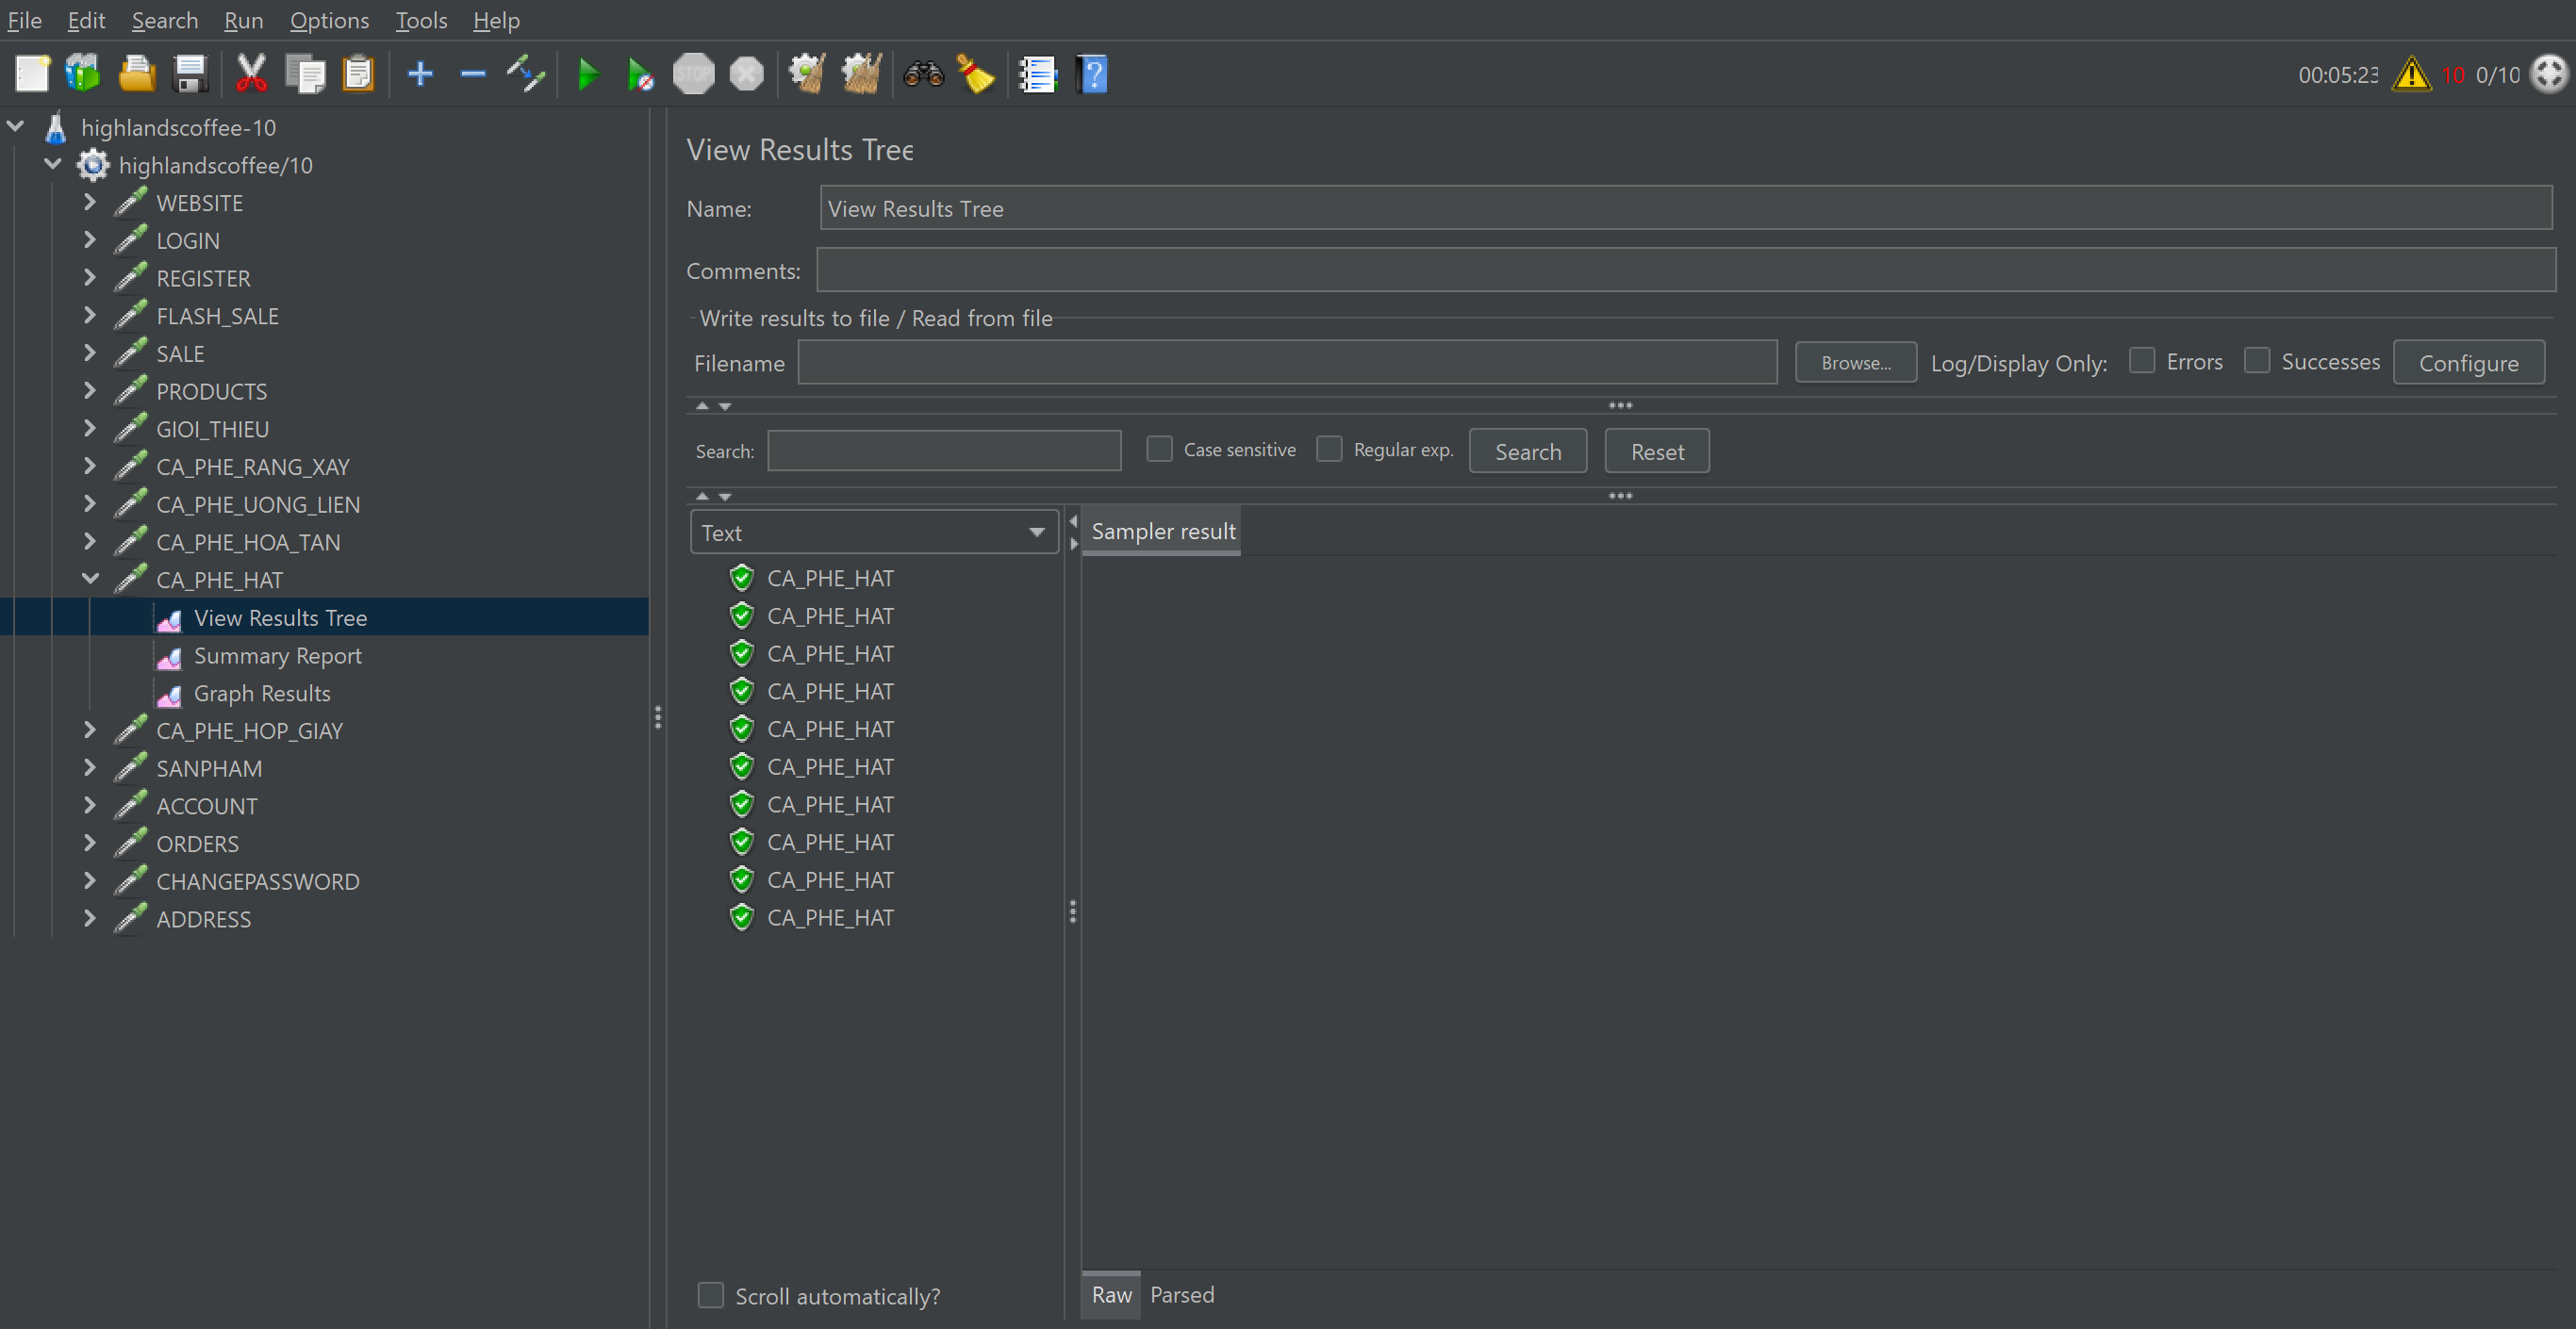 File Edit Search Run Options Tools Help
STOP
00:05:23 10 0/10
highlandscoffee-10
highlandscoffee/10
WEBSITE
LOGIN
REGISTER
FLASH_SALE
SALE
PRODUCTS
GIOI_THIEU
CA_PHE_RANG_XAY
CA_PHE_UONG_LIEN
CA_PHE_HOA_TAN
CA_PHE_HAT
View Results Tree
Summary Report
Graph Results
CA_PHE_HOP_GIAY
SANPHAM
ACCOUNT
ORDERS
CHANGEPASSWORD
ADDRESS
View Results Tree
Name: View Results Tree
Comments:
Write results to file / Read from file
Filename Browse... Log/Display Only: Errors Successes Configure
Search: Case sensitive Regular exp. Search Reset
Text
Sampler result
CA_PHE_HAT
CA_PHE_HAT
CA_PHE_HAT
CA_PHE_HAT
CA_PHE_HAT
CA_PHE_HAT
CA_PHE_HAT
CA_PHE_HAT
CA_PHE_HAT
CA_PHE_HAT
Scroll automatically?
Raw Parsed